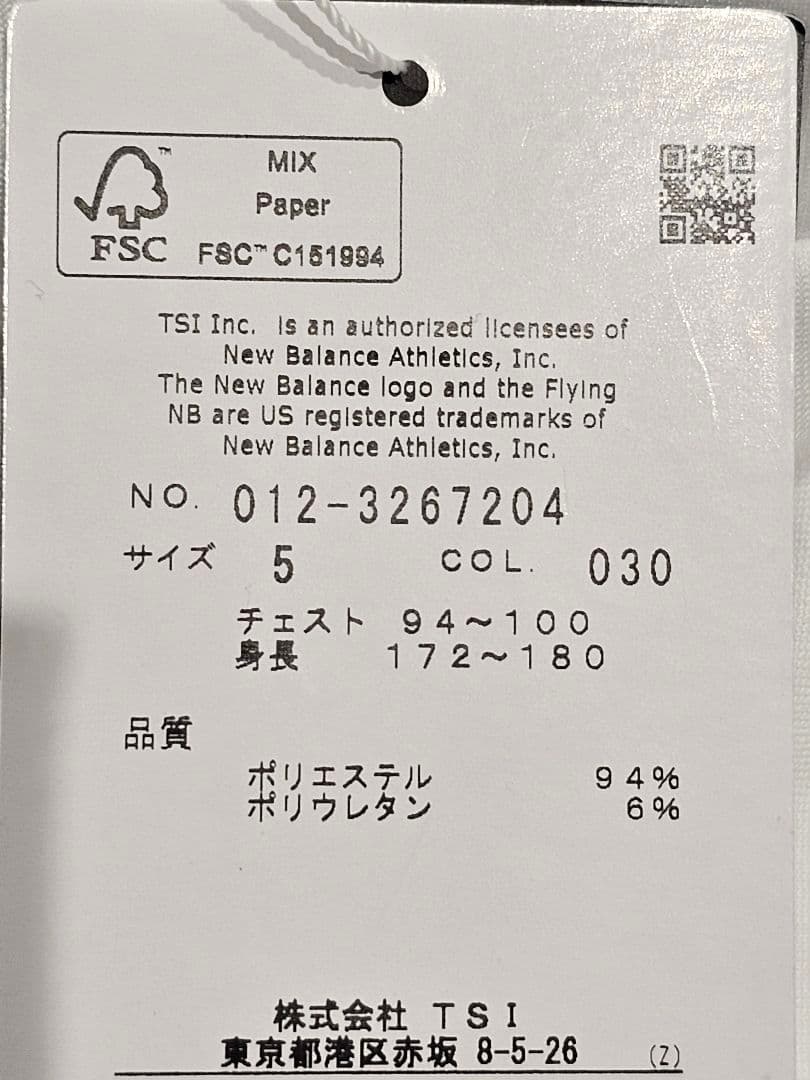 MIX
Paper
FSC™ FSC™ C151994
TSI Inc. is an authorized licensees of
New Balance Athletics, Inc.
The New Balance logo and the Flying
NB are US registered trademarks of
New Balance Athletics, Inc.
NO. 012-3267204
サイズ 5 COL. 030
チェスト 94～100
身長 172～180
品質
ポリエステル 94%
ポリウレタン 6%
株式会社 TSI
東京都港区赤坂 8-5-26 (Z)